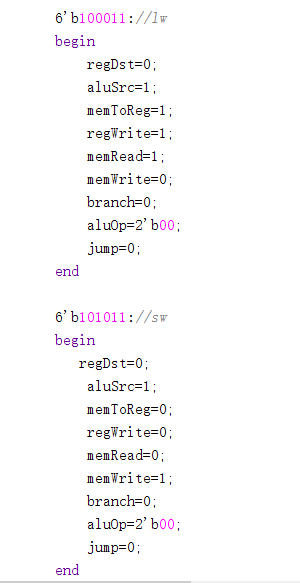 6'b100011://lw
begin
regDst=0;
aluSrc=1;
memToReg=1;
regWrite=1;
memRead=1;
memWrite=0;
branch=0;
aluOp=2'b00;
jump=0;
end
6'b101011://sw
begin
regDst=0;
aluSrc=1;
memToReg=0;
regWrite=0;
memRead=0;
memWrite=1;
branch=0;
aluOp=2'b00;
jump=0;
end